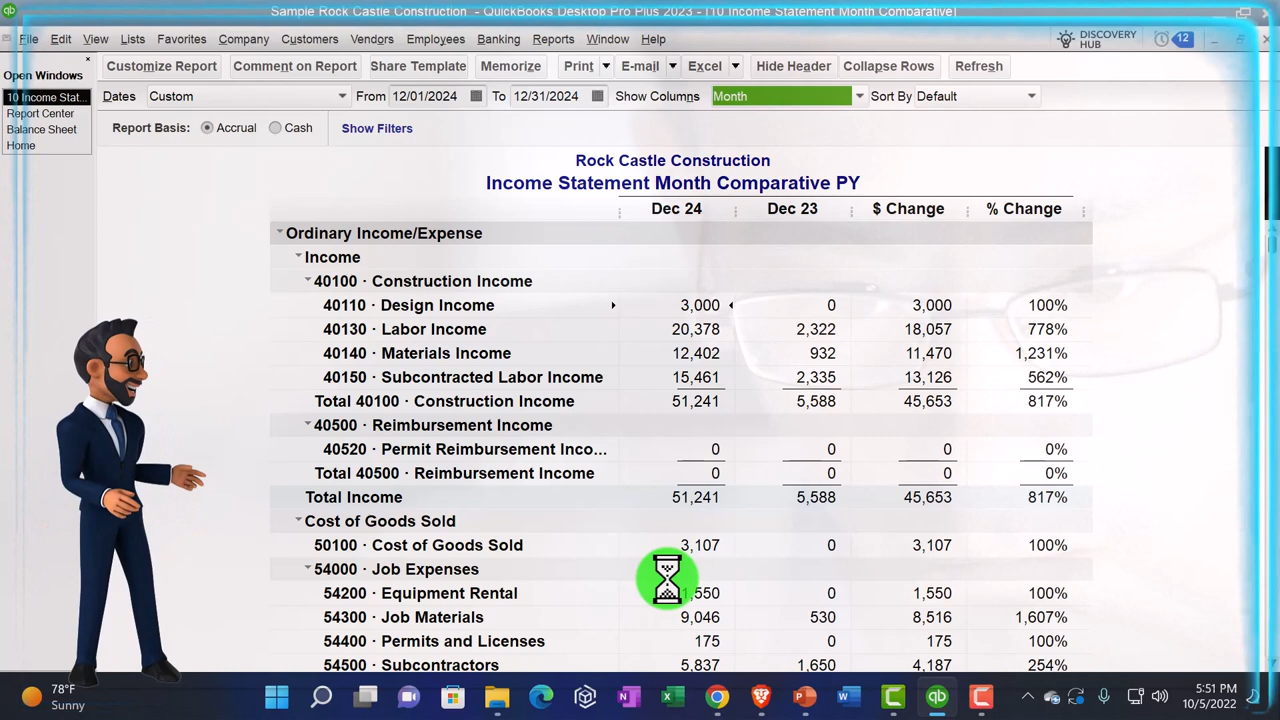 Sample Rock Castle Construction - QuickBooks Desktop Pro Plus 2023 - [10 Income Statement Month Comparative]
File Edit View Lists Favorites Company Customers Vendors Employees Banking Reports Window Help DISCOVERY HUB 12
Open Windows
10 Income Stat...
Report Center
Balance Sheet
Home
Customize Report Comment on Report Share Template Memorize Print E-mail Excel Hide Header Collapse Rows Refresh
Dates Custom From 12/01/2024 To 12/31/2024 Show Columns Month Sort By Default
Report Basis: Accrual Cash Show Filters
Rock Castle Construction
Income Statement Month Comparative PY
Dec 24 Dec 23 $ Change % Change
Ordinary Income/Expense
Income
40100 · Construction Income
40110 · Design Income 3,000 0 3,000 100%
40130 · Labor Income 20,378 2,322 18,057 778%
40140 · Materials Income 12,402 932 11,470 1,231%
40150 · Subcontracted Labor Income 15,461 2,335 13,126 562%
Total 40100 · Construction Income 51,241 5,588 45,653 817%
40500 · Reimbursement Income
40520 · Permit Reimbursement Inco... 0 0 0 0%
Total 40500 · Reimbursement Income 0 0 0 0%
Total Income 51,241 5,588 45,653 817%
Cost of Goods Sold
50100 · Cost of Goods Sold 3,107 0 3,107 100%
54000 · Job Expenses
54200 · Equipment Rental 1,550 0 1,550 100%
54300 · Job Materials 9,046 530 8,516 1,607%
54400 · Permits and Licenses 175 0 175 100%
54500 · Subcontractors 5,837 1,650 4,187 254%
78°F
Sunny
5:51 PM
10/5/2022